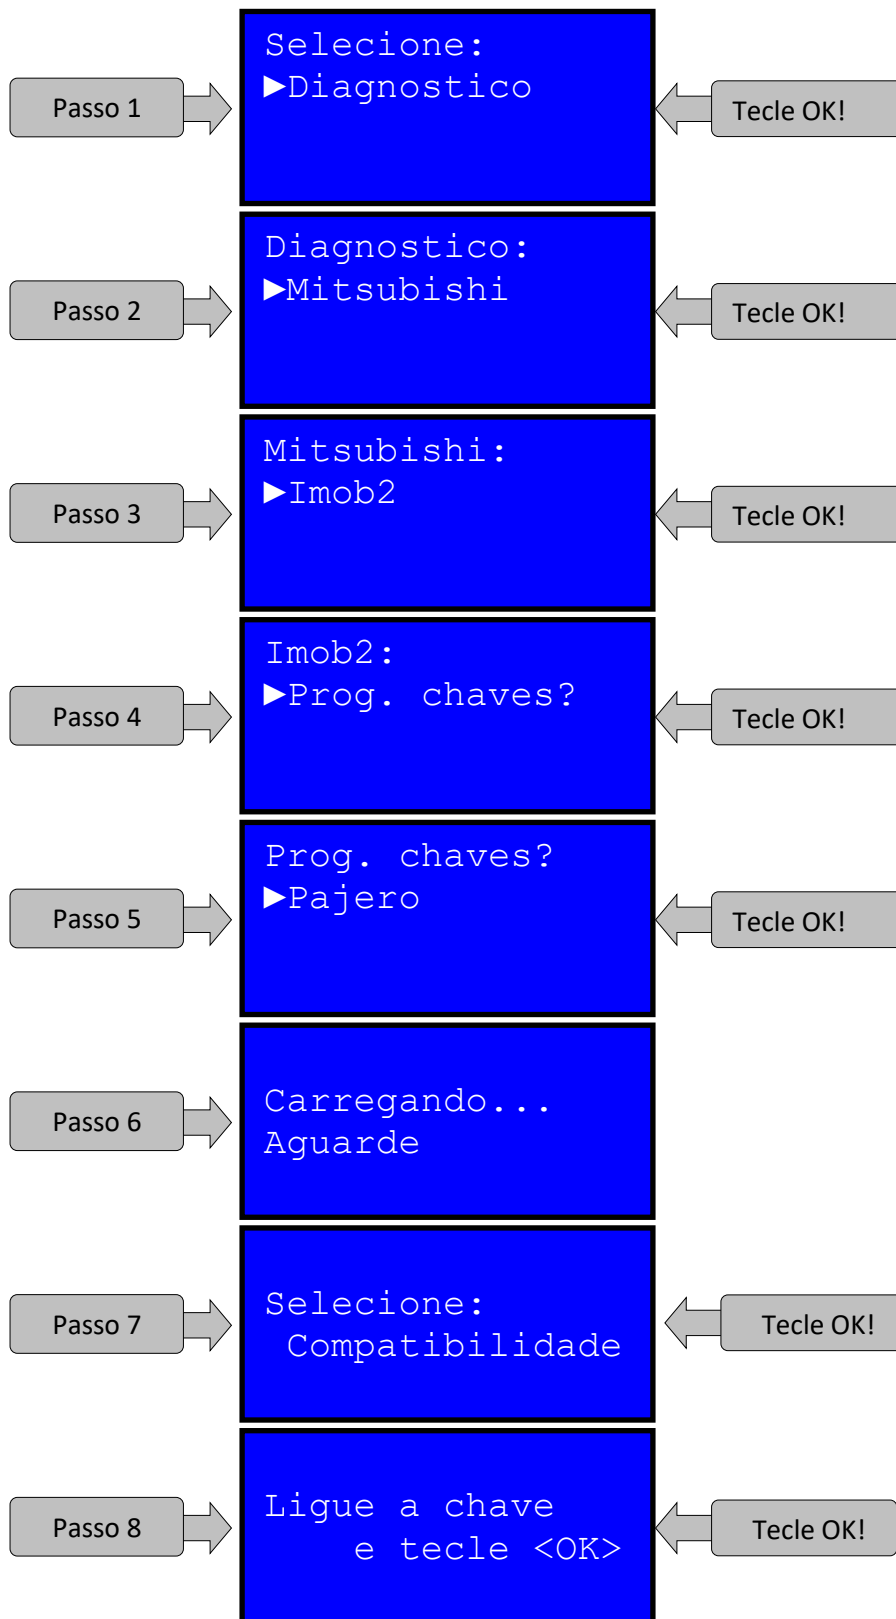 Passo 1
Selecione:
►Diagnostico
Tecle OK!
Passo 2
Diagnostico:
►Mitsubishi
Tecle OK!
Passo 3
Mitsubishi:
►Imob2
Tecle OK!
Passo 4
Imob2:
►Prog. chaves?
Tecle OK!
Passo 5
Prog. chaves?
►Pajero
Tecle OK!
Passo 6
Carregando...
Aguarde
Passo 7
Selecione:
Compatibilidade
Tecle OK!
Passo 8
Ligue a chave
e tecle <OK>
Tecle OK!